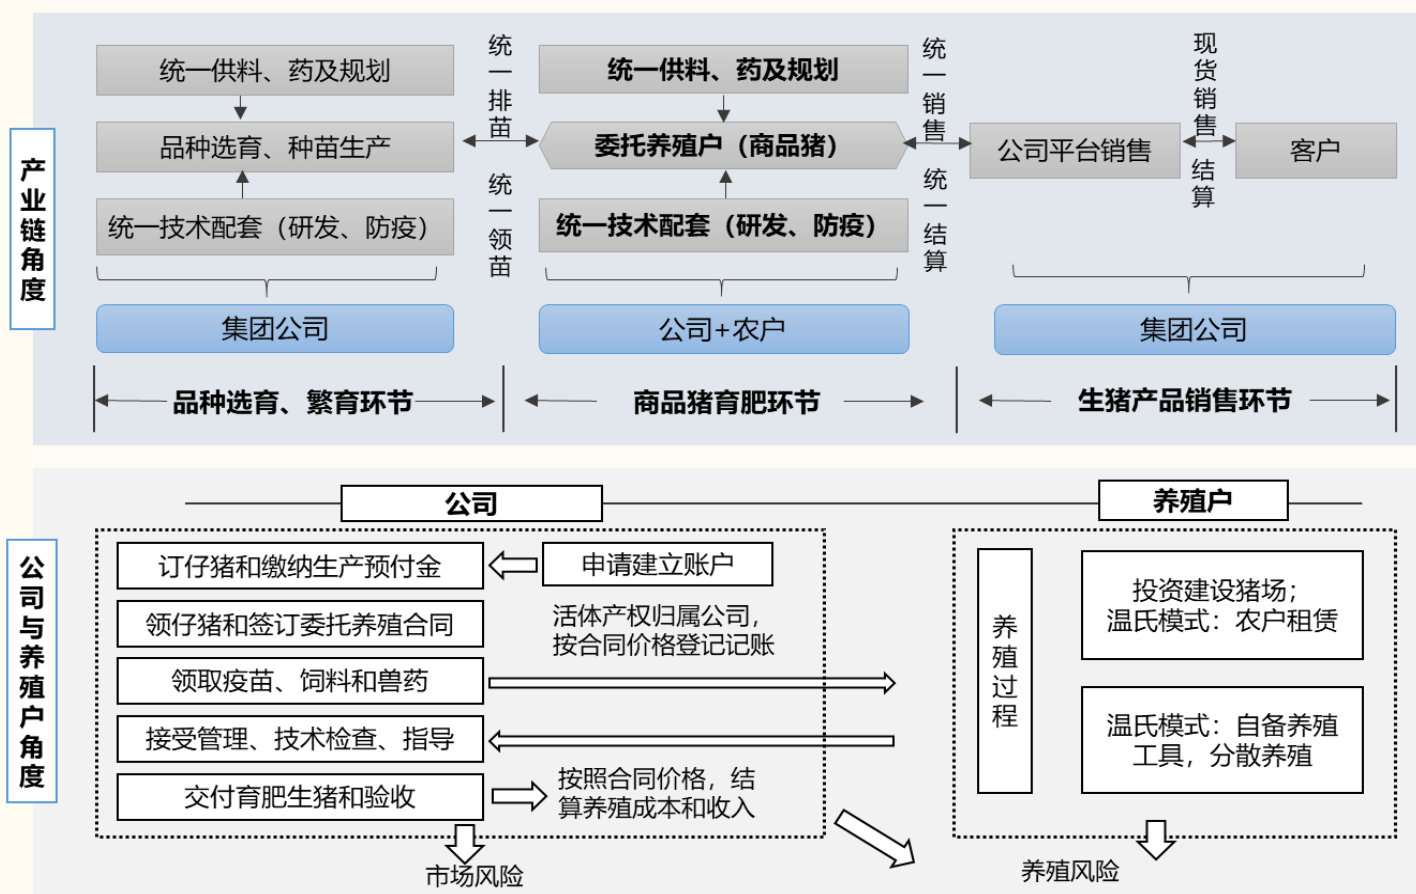 产业链角度
统一供料、药及规划
品种选育、种苗生产
统一技术配套（研发、防疫）
集团公司
统一排苗
统一领苗
统一供料、药及规划
委托养殖户（商品猪）
统一技术配套（研发、防疫）
公司+农户
统一销售
统一结算
公司平台销售
现货销售
结算
客户
集团公司
品种选育、繁育环节
商品猪育肥环节
生猪产品销售环节
公司与养殖户角度
公司
订仔猪和缴纳生产预付金
申请建立账户
领仔猪和签订委托养殖合同
活体产权归属公司，
按合同价格登记记账
领取疫苗、饲料和兽药
接受管理、技术检查、指导
交付育肥生猪和验收
按照合同价格，结
算养殖成本和收入
市场风险
养殖户
养殖过程
投资建设猪场；
温氏模式：农户租赁
温氏模式：自备养殖
工具，分散养殖
养殖风险